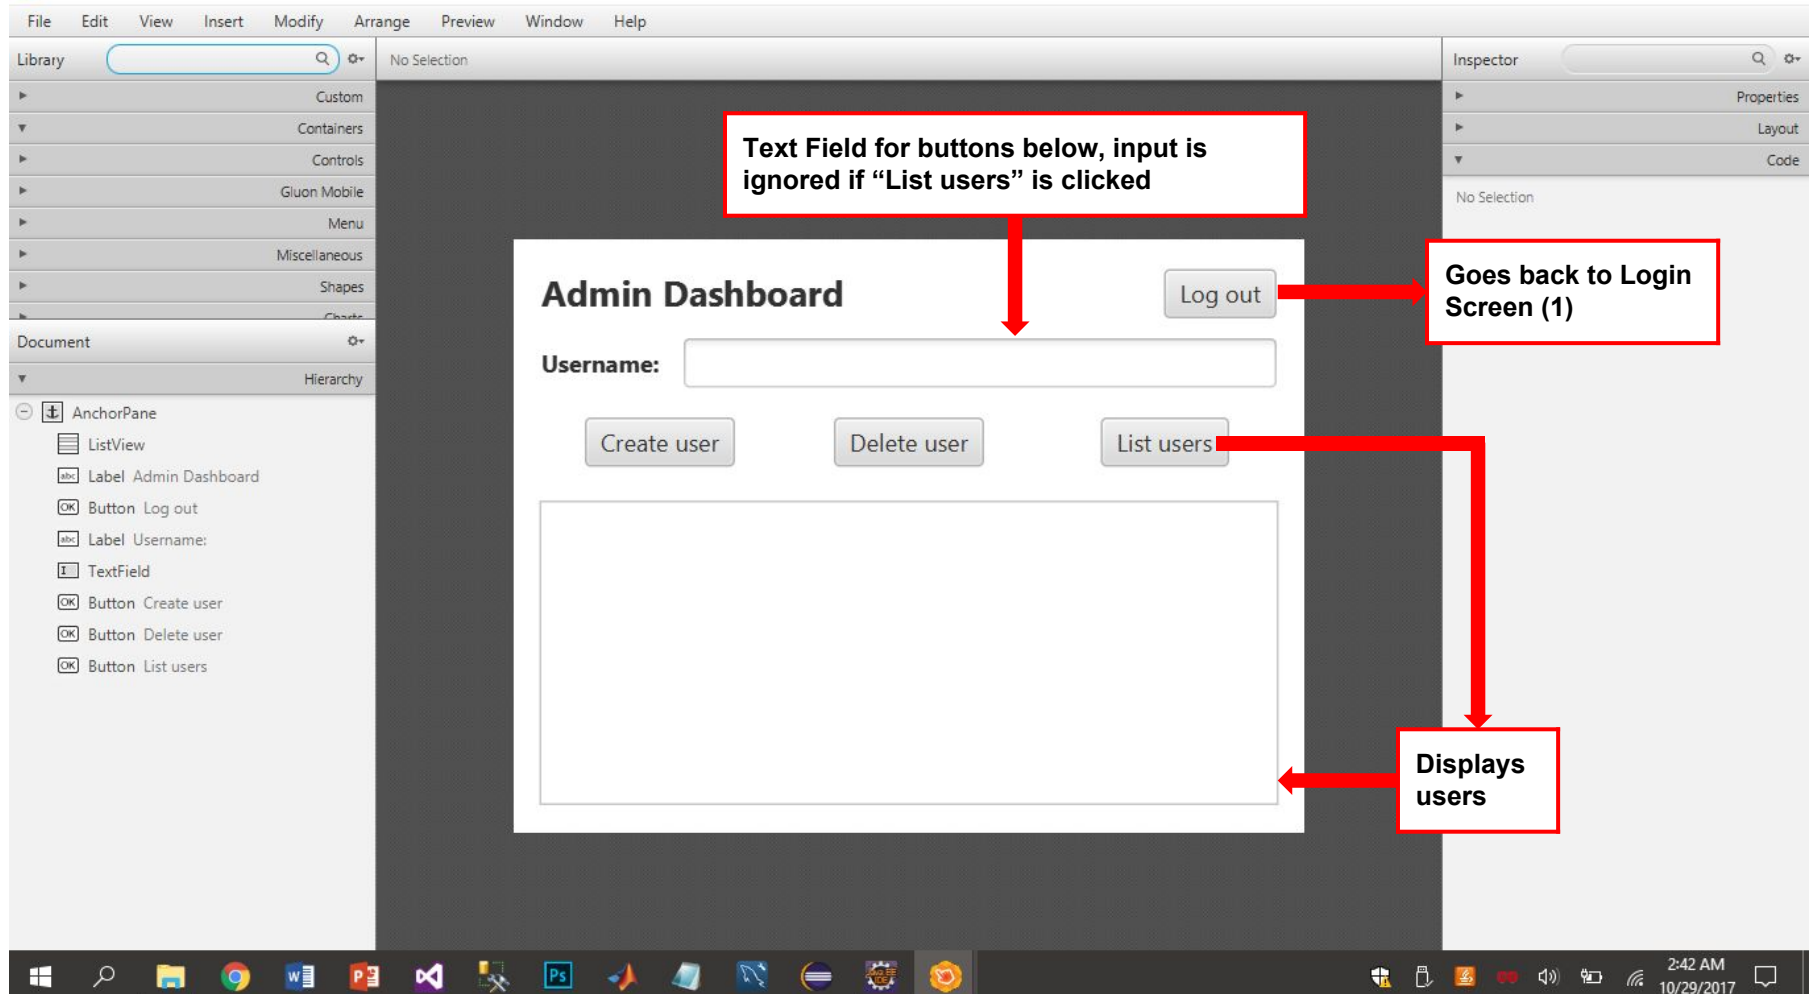 File Edit View Insert Modify Arrange Preview Window Help
Library
No Selection
Inspector
Custom
Containers
Controls
Giuon Mobile
Menu
Miscellaneous
Shapes
Charts
Properties
Layout
Code
No Selection
Document
Hierarchy
AnchorPane
ListView
Label Admin Dashboard
Button Log out
Label Username:
TextField
Button Create user
Button Delete user
Button List users
Text Field for buttons below, input is
ignored if “List users” is clicked
Admin Dashboard
Log out
Goes back to Login
Screen (1)
Username:
Create user
Delete user
List users
Displays
users
2:42 AM
10/29/2017